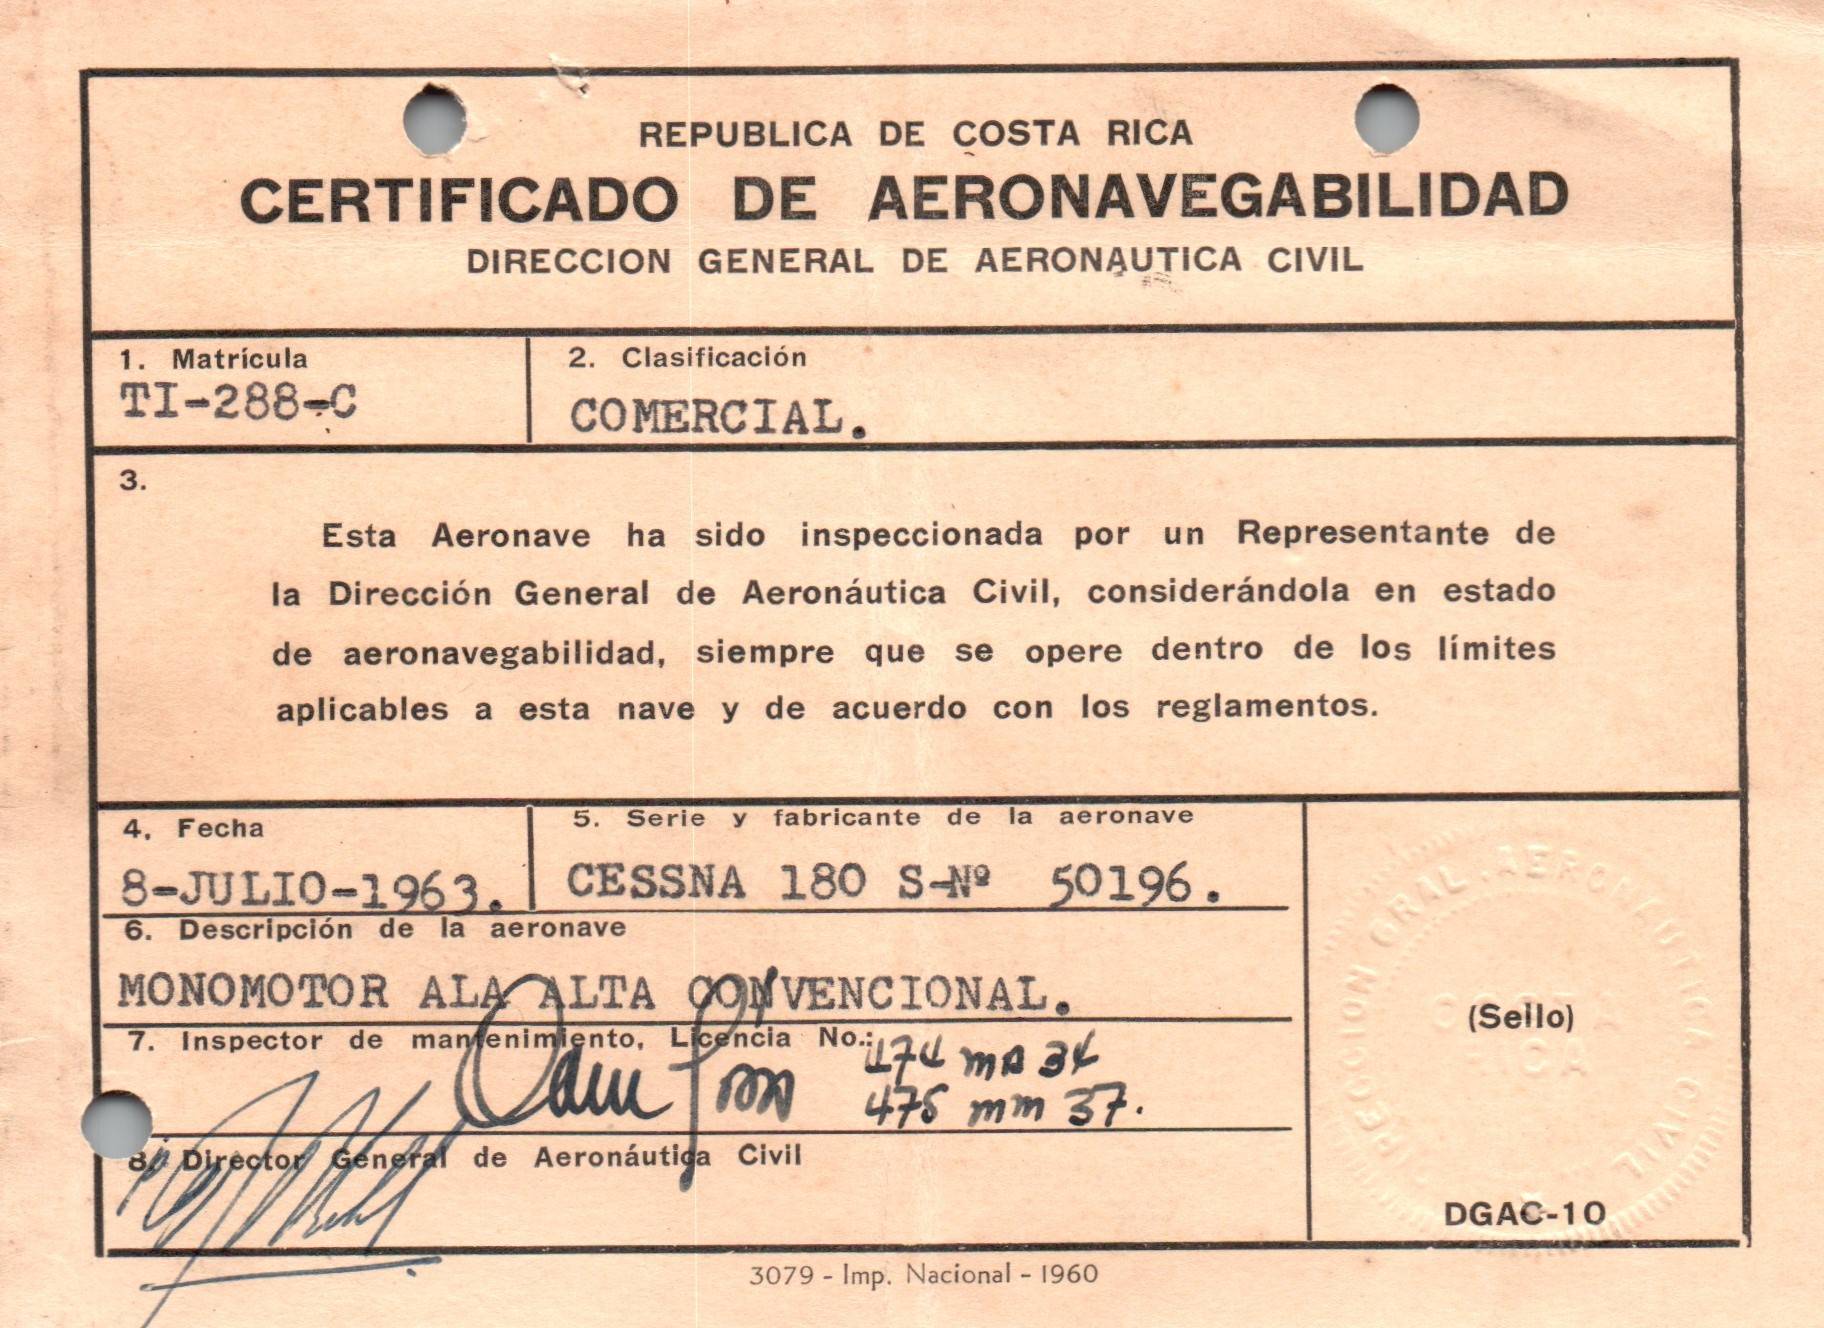 REPUBLICA DE COSTA RICA
CERTIFICADO DE AERONAVEGABILIDAD
DIRECCION GENERAL DE AERONAUTICA CIVIL
1. Matrícula
TI-288-C
2. Clasificación
COMERCIAL.
3.
Esta Aeronave ha sido inspeccionada por un Representante de
la Dirección General de Aeronáutica Civil, considerándola en estado
de aeronavegabilidad, siempre que se opere dentro de los límites
aplicables a esta nave y de acuerdo con los reglamentos.
4. Fecha
8-JULIO-1963.
5. Serie y fabricante de la aeronave
CESSNA 180 S-Nº 50196.
6. Descripción de la aeronave
MONOMOTOR ALA ALTA CONVENCIONAL.
7. Inspector de mantenimiento, Licencia No.:
474 MA 34
475 mm 37.
8. Director General de Aeronáutica Civil
(Sello)
GRAL. AERONAUTICA CIVIL
COSTA
RICA
DGAC-10
3079 - Imp. Nacional - 1960